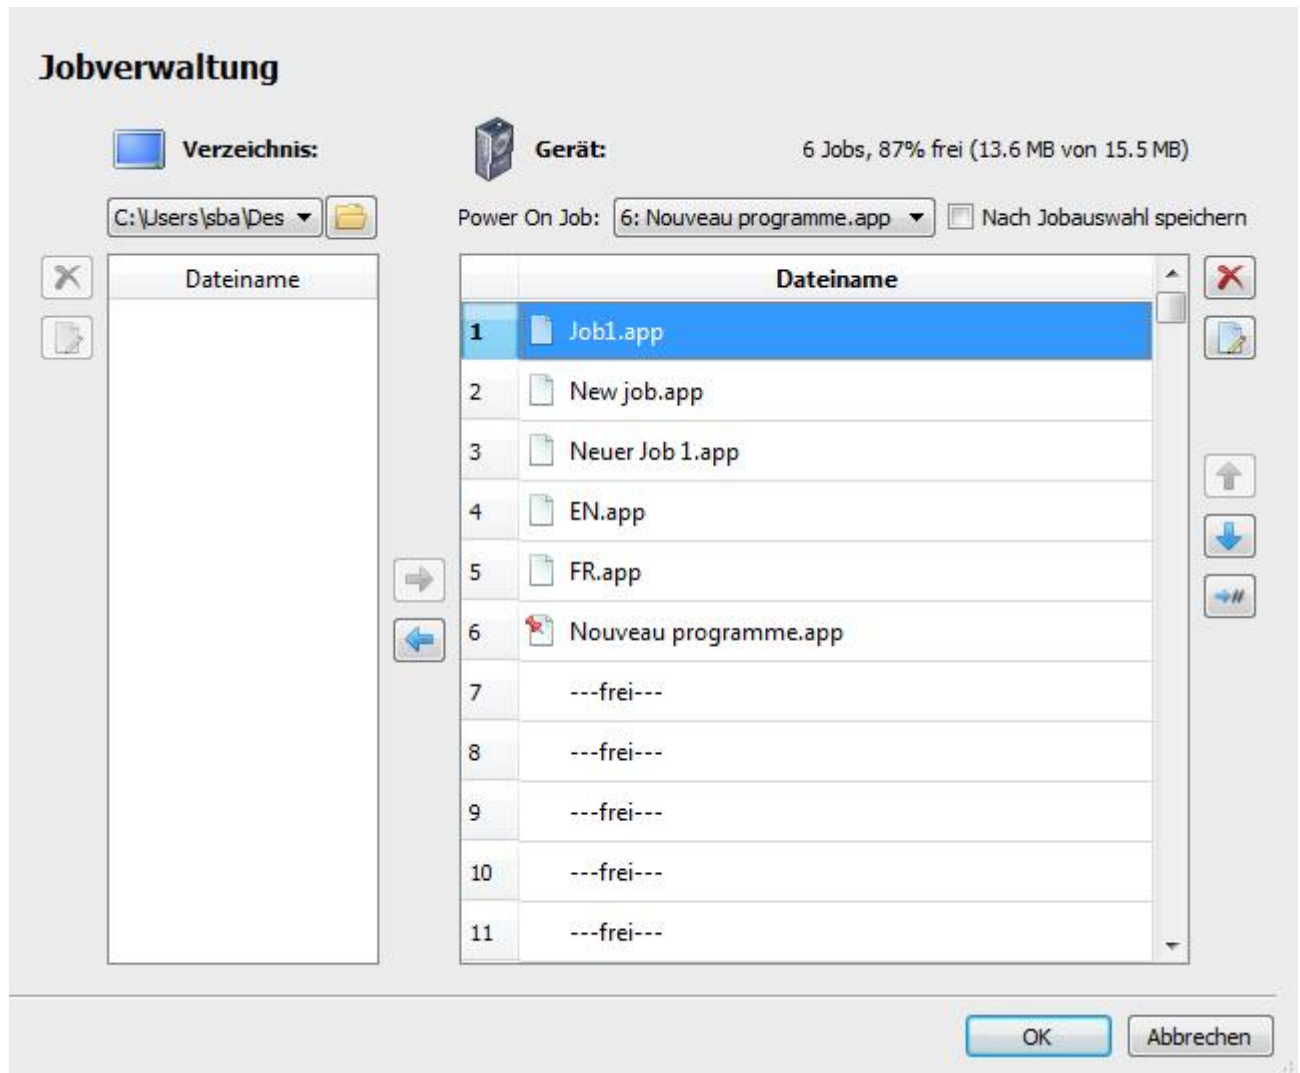 Jobverwaltung
Verzeichnis:
Gerät:
6 Jobs, 87% frei (13.6 MB von 15.5 MB)
C:\Users\sba\Des
Power On Job:
6: Nouveau programme.app
Nach Jobauswahl speichern
Dateiname
Dateiname
1 Job1.app
2 New job.app
3 Neuer Job 1.app
4 EN.app
5 FR.app
6 Nouveau programme.app
7 ---frei---
8 ---frei---
9 ---frei---
10 ---frei---
11 ---frei---
OK
Abbrechen